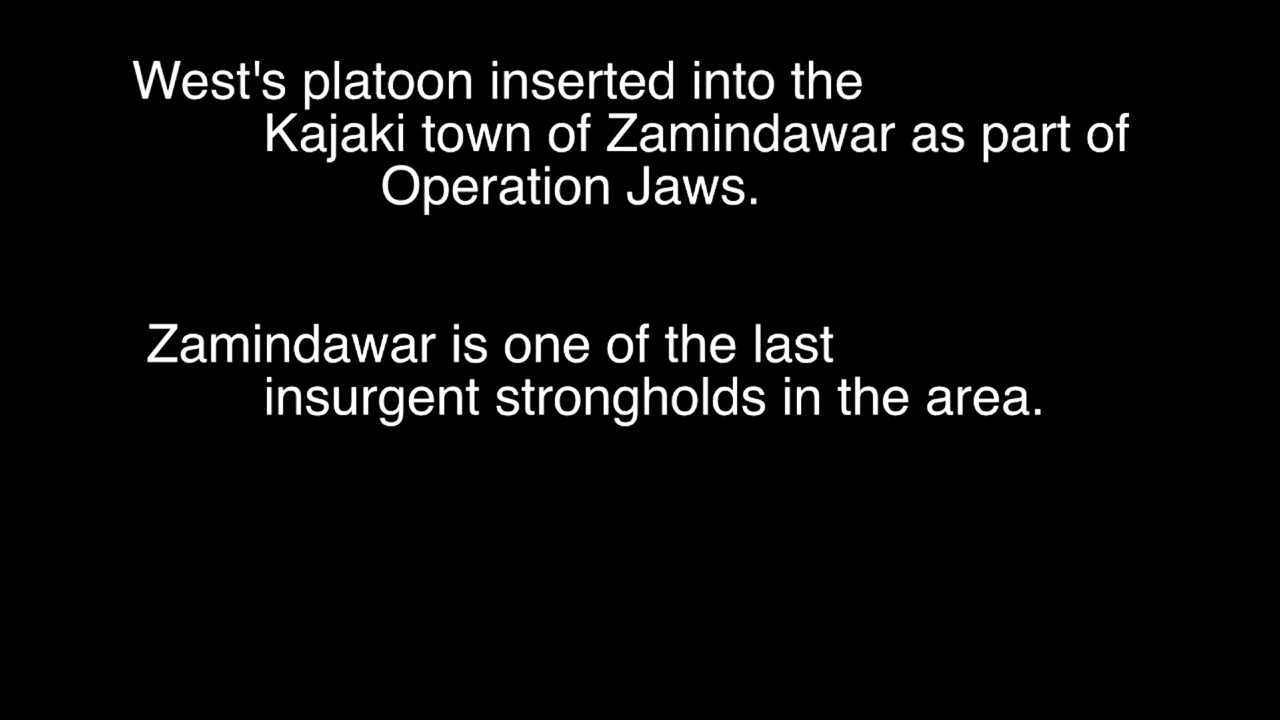 West's platoon inserted into the
Kajaki town of Zamindawar as part of
Operation Jaws.
Zamindawar is one of the last
insurgent strongholds in the area.